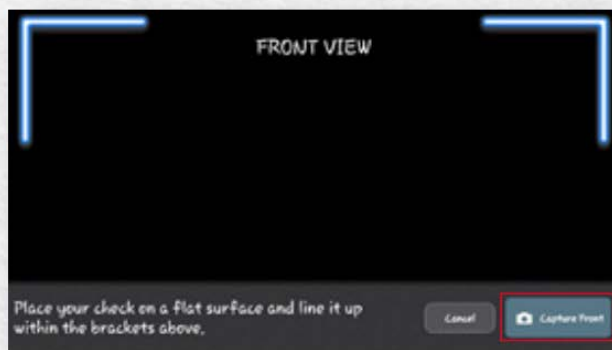 FRONT VIEW
Place your check on a flat surface and line it up
within the brackets above.
Cancel
Capture Front